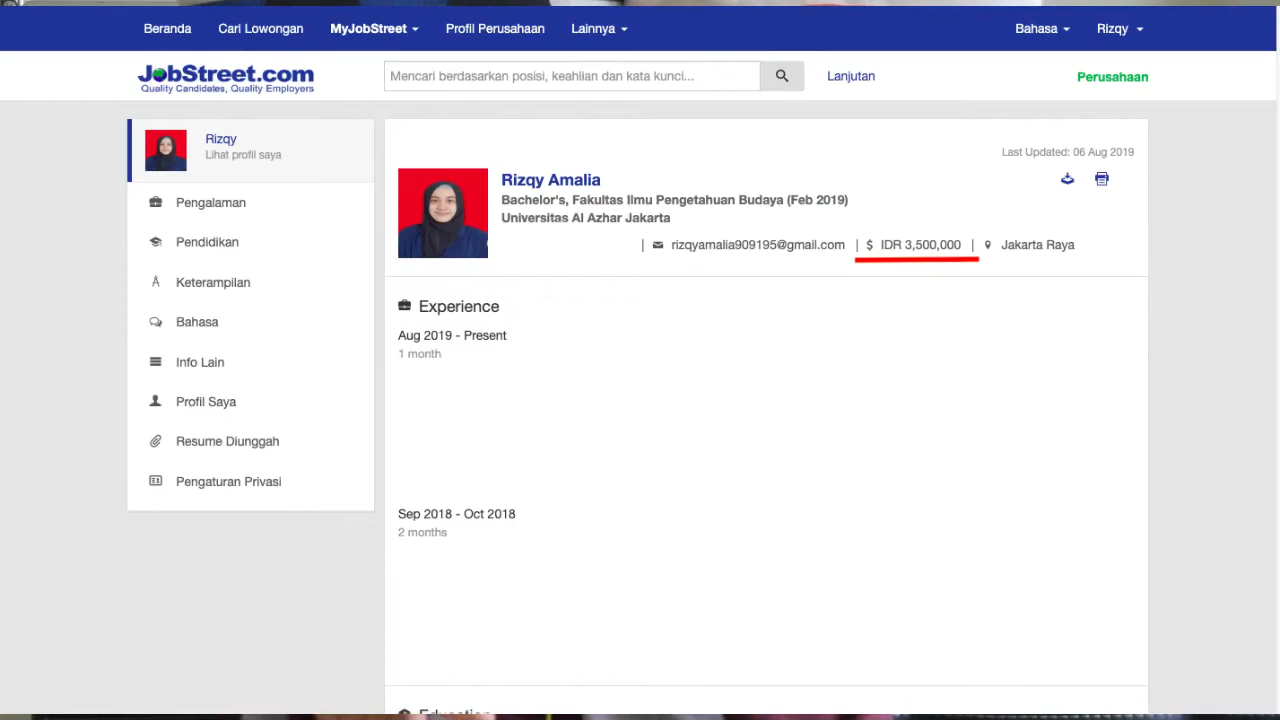 Beranda Cari Lowongan MyJobStreet Profil Perusahaan Lainnya Bahasa Rizqy
JobStreet.com
Quality Candidates, Quality Employers
Mencari berdasarkan posisi, keahlian dan kata kunci... Lanjutan Perusahaan
Rizqy
Lihat profil saya
Pengalaman
Pendidikan
Keterampilan
Bahasa
Info Lain
Profil Saya
Resume Diunggah
Pengaturan Privasi
Last Updated: 06 Aug 2019
Rizqy Amalia
Bachelor's, Fakultas Ilmu Pengetahuan Budaya (Feb 2019)
Universitas Al Azhar Jakarta
| rizqyamalia909195@gmail.com | $ IDR 3,500,000 | Jakarta Raya
Experience
Aug 2019 - Present
1 month
Sep 2018 - Oct 2018
2 months
Education